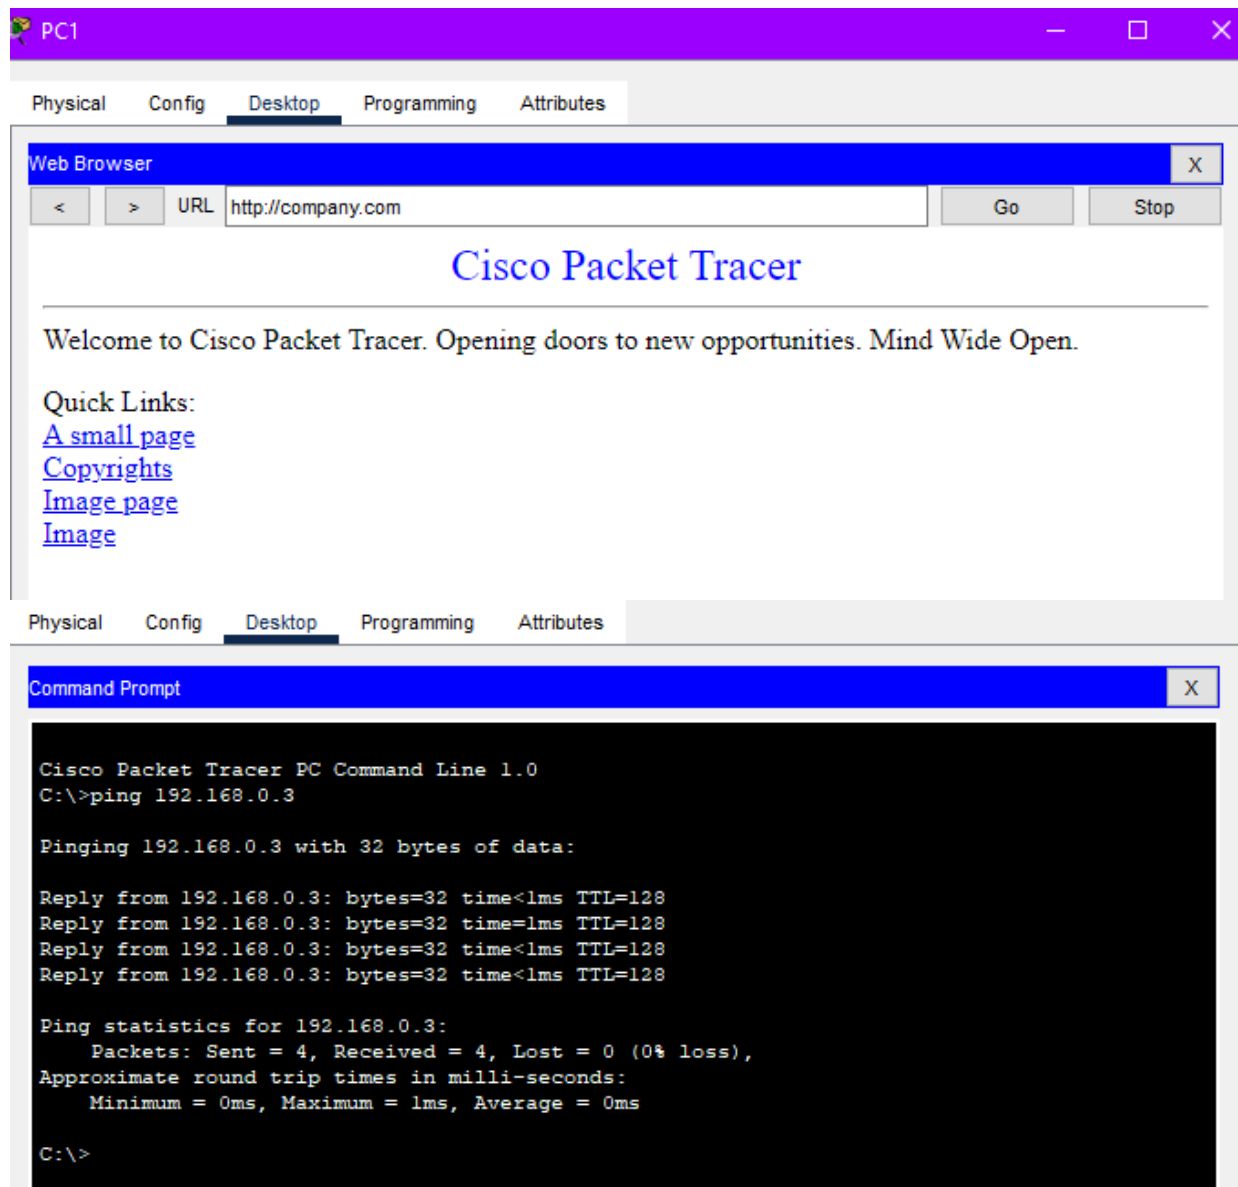 PC1
Physical Config Desktop Programming Attributes
Web Browser X
< > URL http://company.com Go Stop
Cisco Packet Tracer
Welcome to Cisco Packet Tracer. Opening doors to new opportunities. Mind Wide Open.
Quick Links:
A small page
Copyrights
Image page
Image
Physical Config Desktop Programming Attributes
Command Prompt X
Cisco Packet Tracer PC Command Line 1.0
C:\>ping 192.168.0.3
Pinging 192.168.0.3 with 32 bytes of data:
Reply from 192.168.0.3: bytes=32 time<1ms TTL=128
Reply from 192.168.0.3: bytes=32 time=1ms TTL=128
Reply from 192.168.0.3: bytes=32 time<1ms TTL=128
Reply from 192.168.0.3: bytes=32 time<1ms TTL=128
Ping statistics for 192.168.0.3:
Packets: Sent = 4, Received = 4, Lost = 0 (0% loss),
Approximate round trip times in milli-seconds:
Minimum = 0ms, Maximum = 1ms, Average = 0ms
C:\>